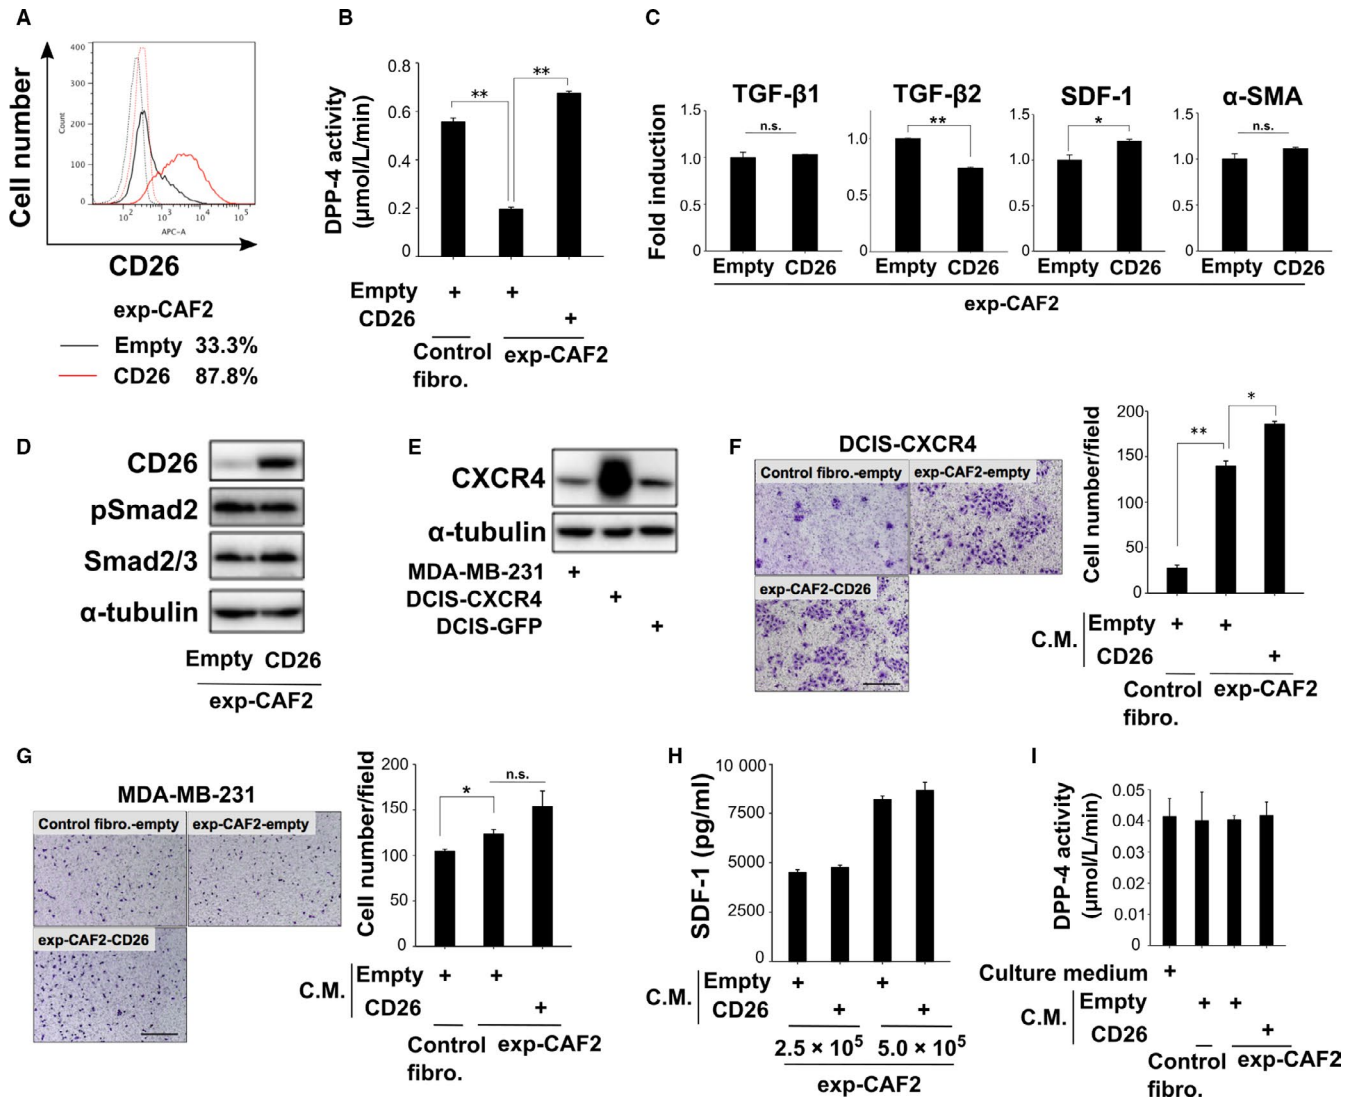 A
Cell number
400
300
200
100
0
Count
10² 10³ 10⁴ 10⁵
APC-A
CD26
exp-CAF2
Empty 33.3%
CD26 87.8%
B
DPP-4 activity
(μmol/L/min)
0.8
0.6
0.4
0.2
0
**
**
Empty + +
CD26 +
Control
fibro.
exp-CAF2
C
Fold induction
TGF-β1
1.5
1.0
0.5
0
n.s.
Empty CD26
TGF-β2
1.0
0.5
0
**
Empty CD26
SDF-1
1.5
1.0
0.5
0
*
Empty CD26
α-SMA
1.5
1.0
0.5
0
n.s.
Empty CD26
exp-CAF2
D
CD26
pSmad2
Smad2/3
α-tubulin
Empty CD26
exp-CAF2
E
CXCR4
α-tubulin
MDA-MB-231 +
DCIS-CXCR4 +
DCIS-GFP +
F
DCIS-CXCR4
Control fibro.-empty
exp-CAF2-empty
exp-CAF2-CD26
Cell number/field
200
150
100
50
0
**
*
C.M.
Empty + +
CD26 +
Control
fibro.
exp-CAF2
G
MDA-MB-231
Control fibro.-empty
exp-CAF2-empty
exp-CAF2-CD26
Cell number/field
200
150
100
50
0
*
n.s.
C.M.
Empty + +
CD26 +
Control
fibro.
exp-CAF2
H
SDF-1 (pg/ml)
10 000
7500
5000
2500
0
C.M.
Empty + +
CD26 + +
2.5 × 10⁵ 5.0 × 10⁵
exp-CAF2
I
DPP-4 activity
(μmol/L/min)
0.05
0.04
0.03
0.02
0.01
0
Culture medium +
C.M.
Empty + +
CD26 +
Control
fibro.
exp-CAF2